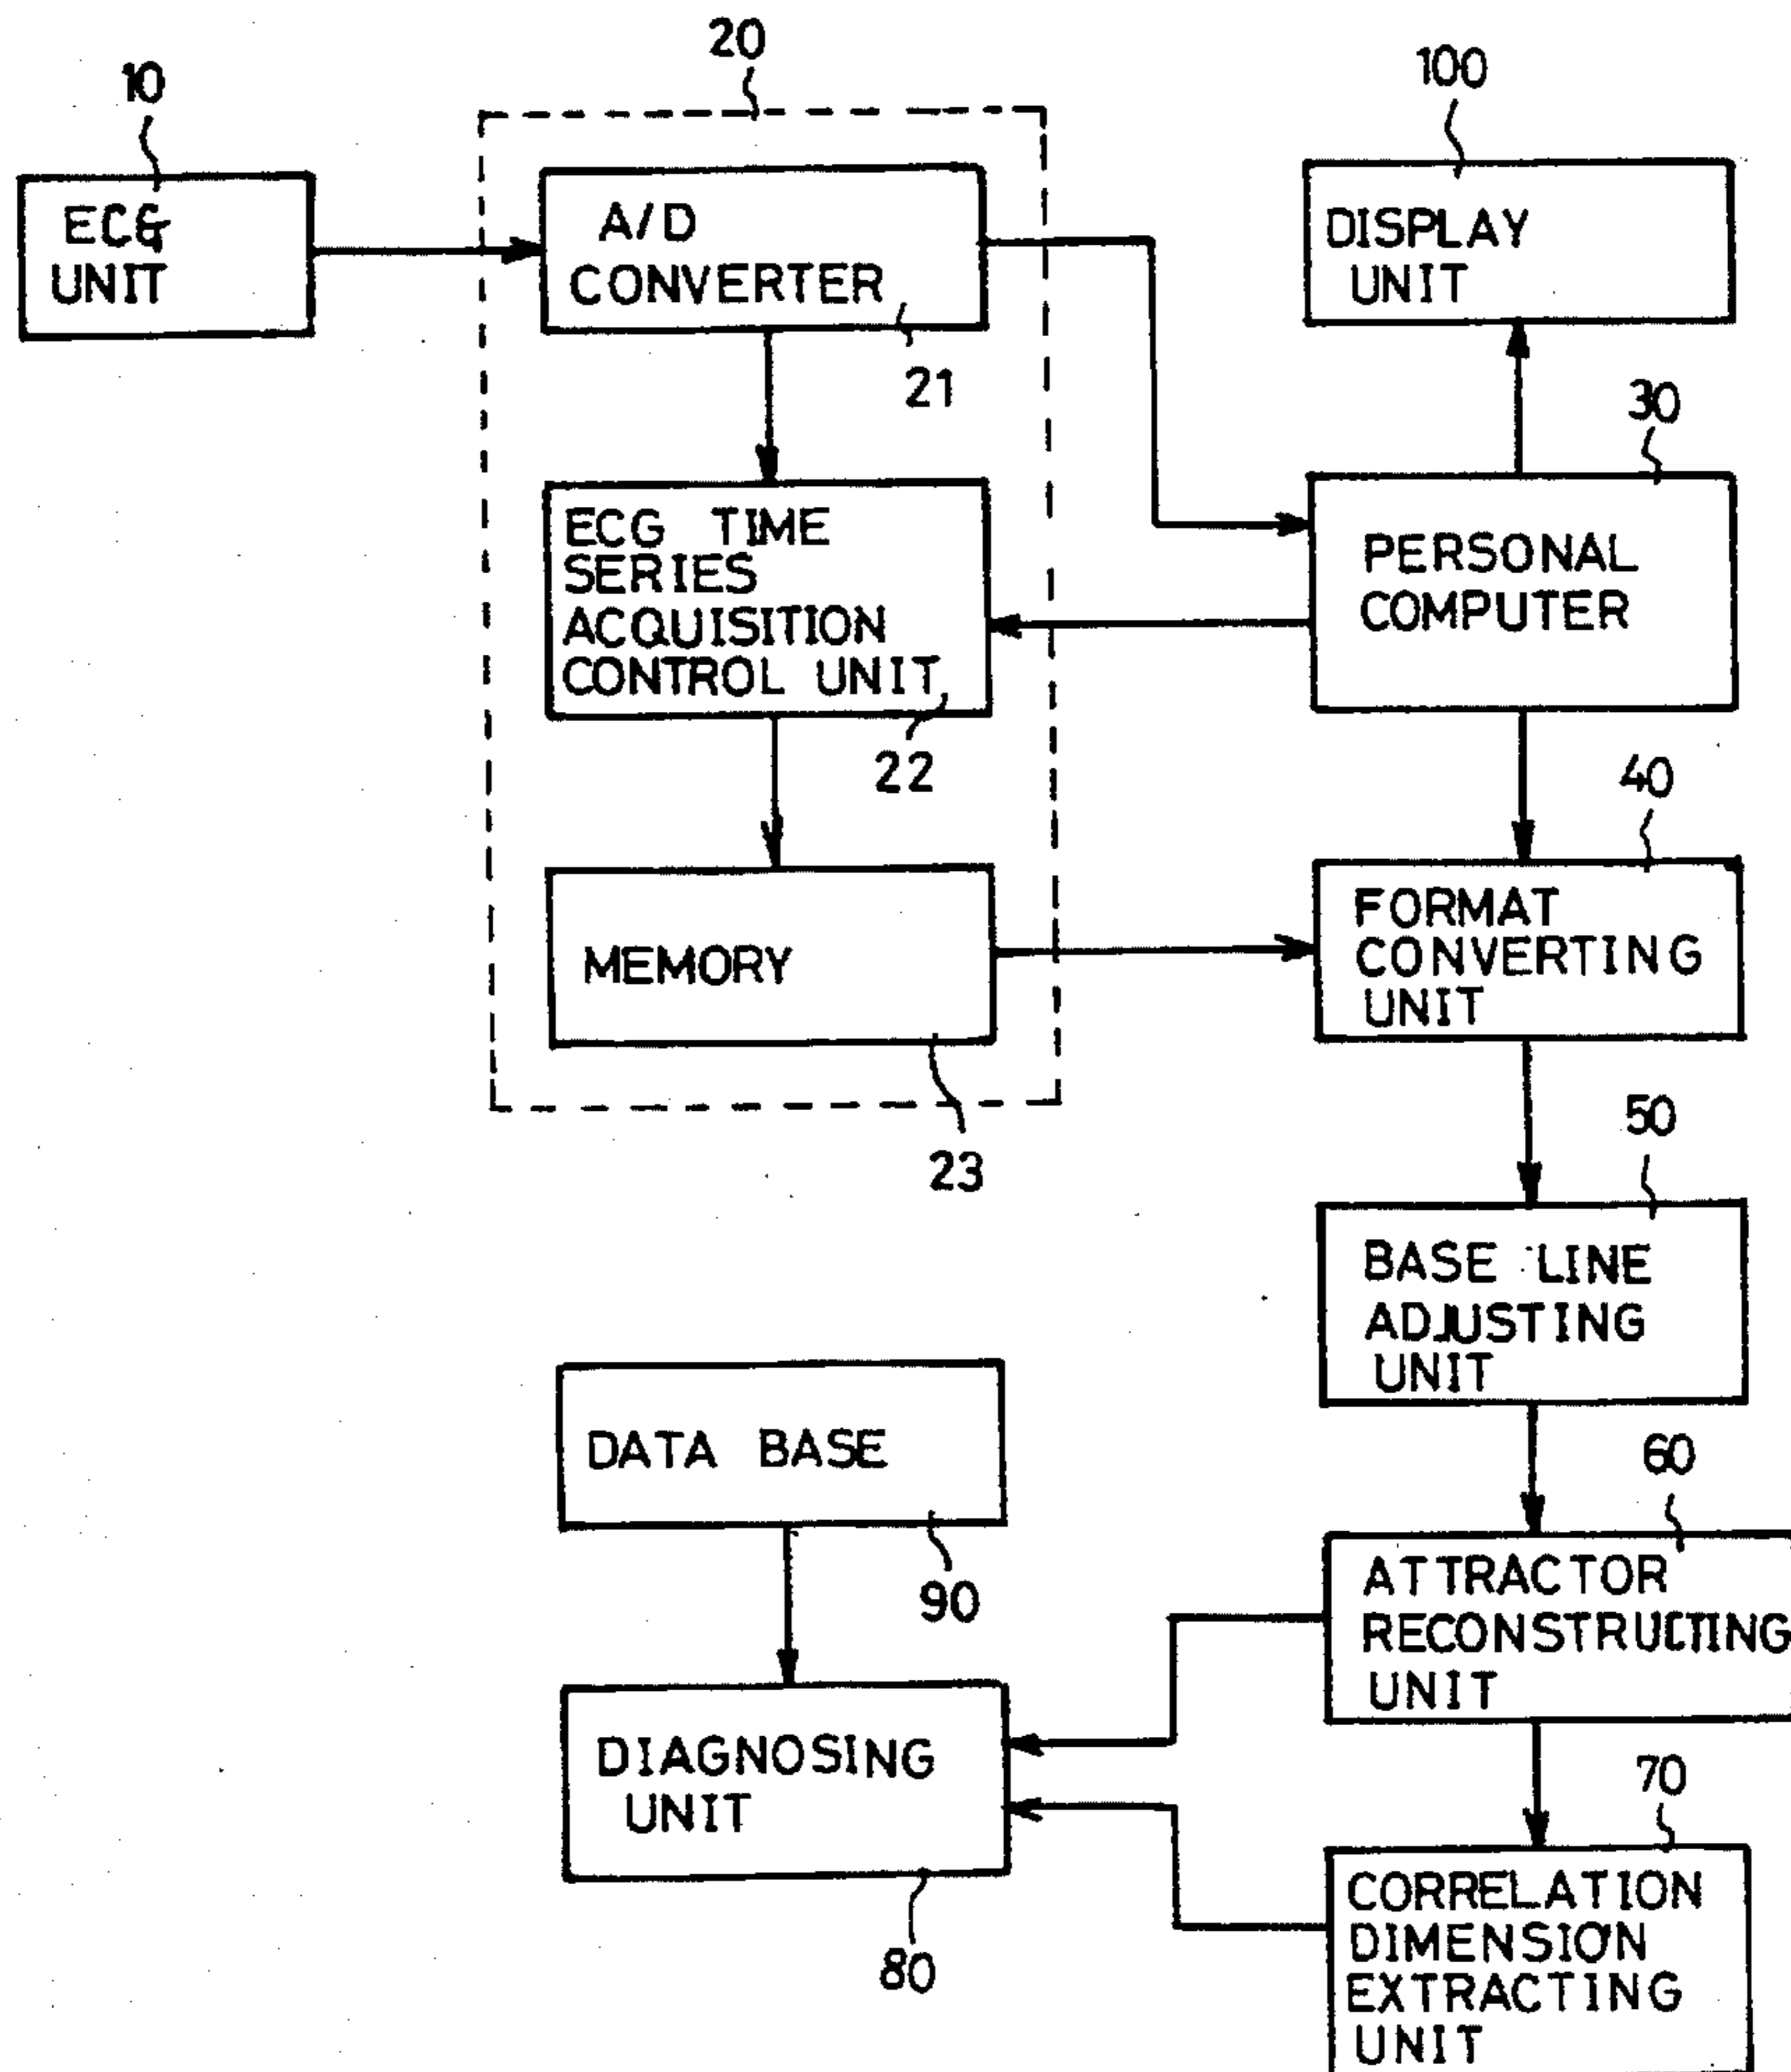 20
10
100
ECG
UNIT
A/D
CONVERTER
21
DISPLAY
UNIT
30
ECG TIME
SERIES
ACQUISITION
CONTROL UNIT
22
PERSONAL
COMPUTER
40
MEMORY
23
FORMAT
CONVERTING
UNIT
50
BASE LINE
ADJUSTING
UNIT
DATA BASE
90
60
ATTRACTOR
RECONSTRUCTING
UNIT
DIAGNOSING
UNIT
80
70
CORRELATION
DIMENSION
EXTRACTING
UNIT